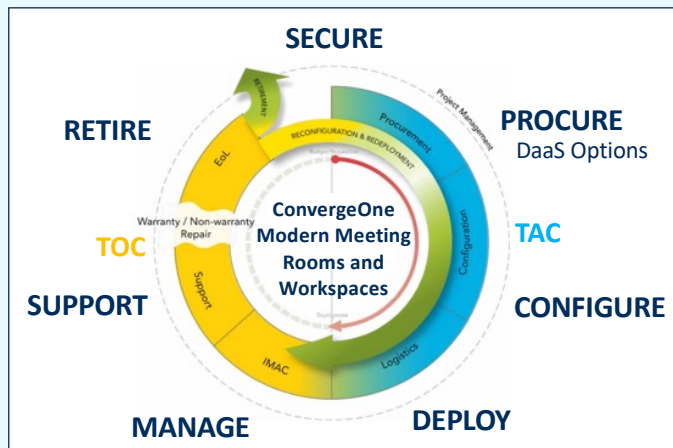 SECURE
RETIREMENT
Project Management
RETIRE
PROCURE
DaaS Options
EoL
RECONFIGURATION & REDEPLOYMENT
Procurement
Warranty / Non-warranty
Repair
TOC
ConvergeOne
Modern Meeting
Rooms and
Workspaces
Configuration
TAC
SUPPORT
Support
CONFIGURE
Deployment
IMAC
Logistics
MANAGE
DEPLOY